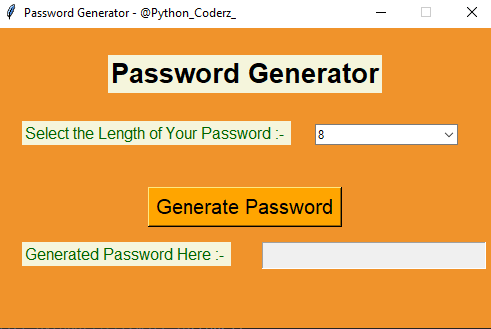 Password Generator - @Python_Coderz_
Password Generator
Select the Length of Your Password :-
8
Generate Password
Generated Password Here :-